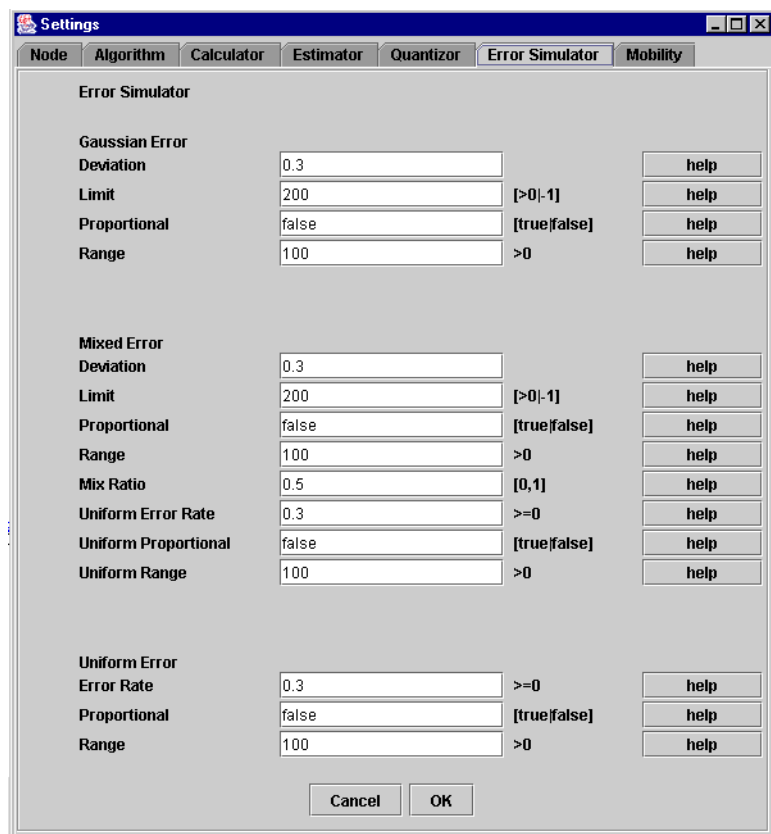 Settings
Node Algorithm Calculator Estimator Quantizor Error Simulator Mobility
Error Simulator
Gaussian Error
Deviation 0.3 help
Limit 200 [>0|-1] help
Proportional false [true|false] help
Range 100 >0 help
Mixed Error
Deviation 0.3 help
Limit 200 [>0|-1] help
Proportional false [true|false] help
Range 100 >0 help
Mix Ratio 0.5 [0,1] help
Uniform Error Rate 0.3 >=0 help
Uniform Proportional false [true|false] help
Uniform Range 100 >0 help
Uniform Error
Error Rate 0.3 >=0 help
Proportional false [true|false] help
Range 100 >0 help
Cancel OK